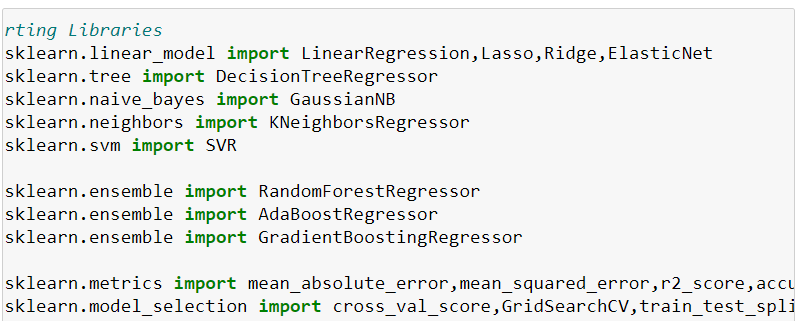 rting Libraries
sklearn.linear_model import LinearRegression,Lasso,Ridge,ElasticNet
sklearn.tree import DecisionTreeRegressor
sklearn.naive_bayes import GaussianNB
sklearn.neighbors import KNeighborsRegressor
sklearn.svm import SVR
sklearn.ensemble import RandomForestRegressor
sklearn.ensemble import AdaBoostRegressor
sklearn.ensemble import GradientBoostingRegressor
sklearn.metrics import mean_absolute_error,mean_squared_error,r2_score,accu
sklearn.model_selection import cross_val_score,GridSearchCV,train_test_spli